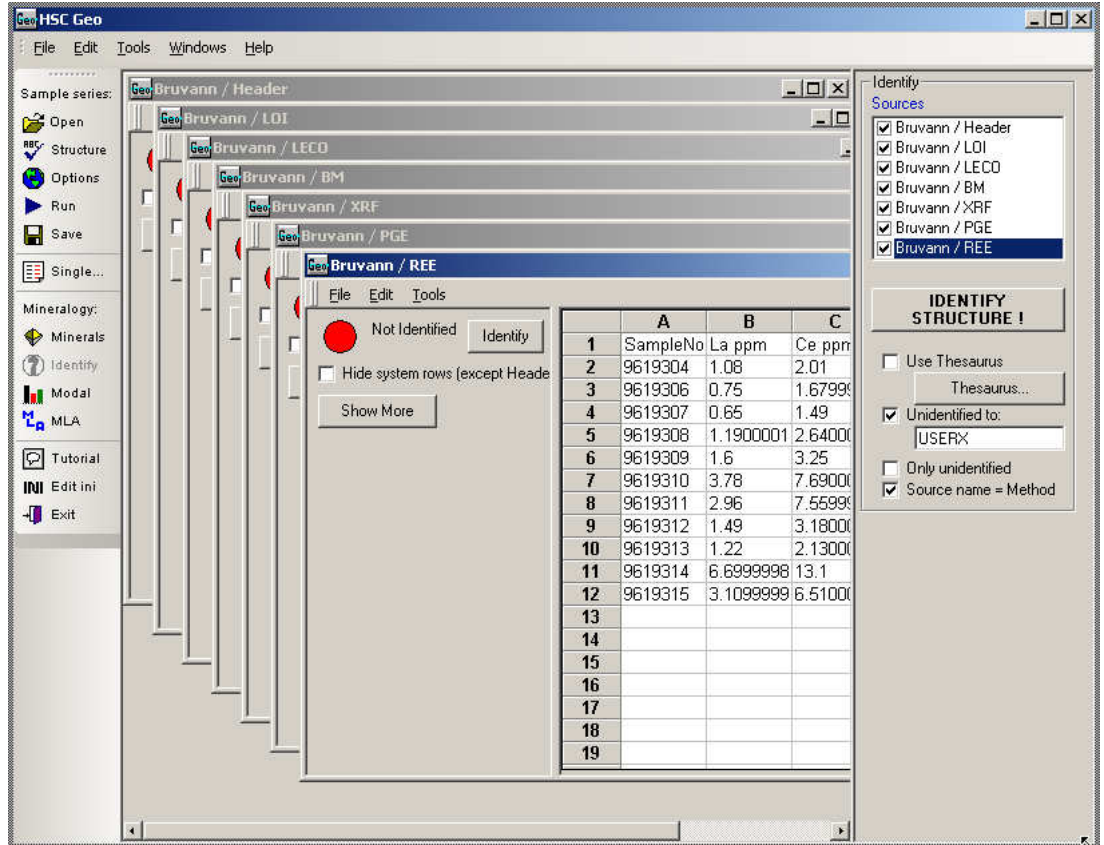 HSC Geo
File Edit Tools Windows Help
Sample series:
Open
Structure
Options
Run
Save
Single...
Mineralogy:
Minerals
Identify
Modal
MLA
Tutorial
INI Edit ini
Exit
Geo Bruvann / Header
Geo Bruvann / LOI
Geo Bruvann / LECO
Geo Bruvann / BM
Geo Bruvann / XRF
Geo Bruvann / PGE
Geo Bruvann / REE
File Edit Tools
Not Identified Identify
Hide system rows (except Heade
Show More
A B C
1 SampleNo La ppm Ce ppm
2 9619304 1.08 2.01
3 9619306 0.75 1.67999
4 9619307 0.65 1.49
5 9619308 1.1900001 2.64000
6 9619309 1.6 3.25
7 9619310 3.78 7.69000
8 9619311 2.96 7.55999
9 9619312 1.49 3.18000
10 9619313 1.22 2.13000
11 9619314 6.6999998 13.1
12 9619315 3.1099999 6.51000
13
14
15
16
17
18
19
Identify
Sources
Bruvann / Header
Bruvann / LOI
Bruvann / LECO
Bruvann / BM
Bruvann / XRF
Bruvann / PGE
Bruvann / REE
IDENTIFY
STRUCTURE !
Use Thesaurus
Thesaurus...
Unidentified to:
USERX
Only unidentified
Source name = Method